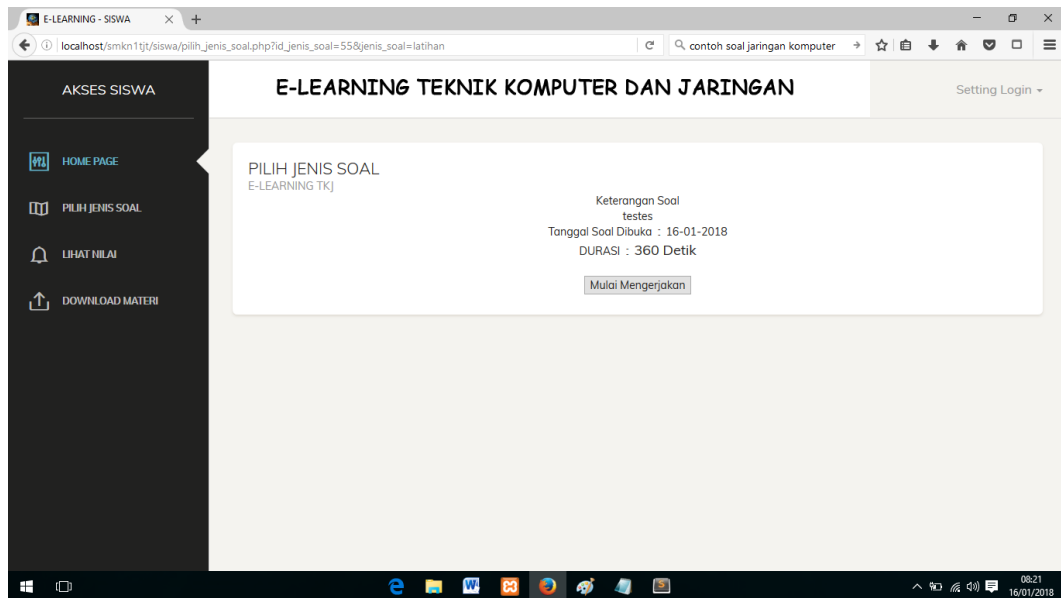 E-LEARNING - SISWA
localhost/smkn1tjt/siswa/pilih_jenis_soal.php?id_jenis_soal=55&jenis_soal=latihan
contoh soal jaringan komputer
AKSES SISWA
E-LEARNING TEKNIK KOMPUTER DAN JARINGAN
Setting Login
HOME PAGE
PILIH JENIS SOAL
LIHAT NILAI
DOWNLOAD MATERI
PILIH JENIS SOAL
E-LEARNING TKJ
Keterangan Soal
testes
Tanggal Soal Dibuka : 16-01-2018
DURASI : 360 Detik
Mulai Mengerjakan
08:21
16/01/2018